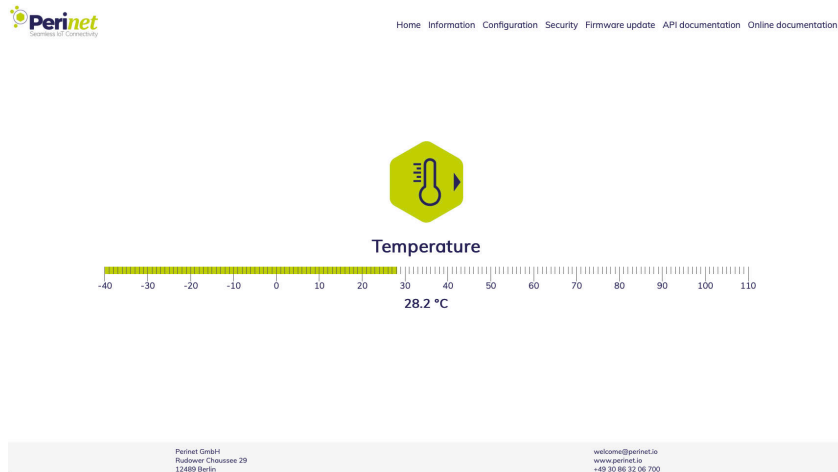 Perinet
Seamless IoT Connectivity
Home Information Configuration Security Firmware update API documentation Online documentation
Temperature
-40 -30 -20 -10 0 10 20 30 40 50 60 70 80 90 100 110
28.2 °C
Perinet GmbH
Rudower Chaussee 29
12489 Berlin
welcome@perinet.io
www.perinet.io
+49 30 86 32 06 700